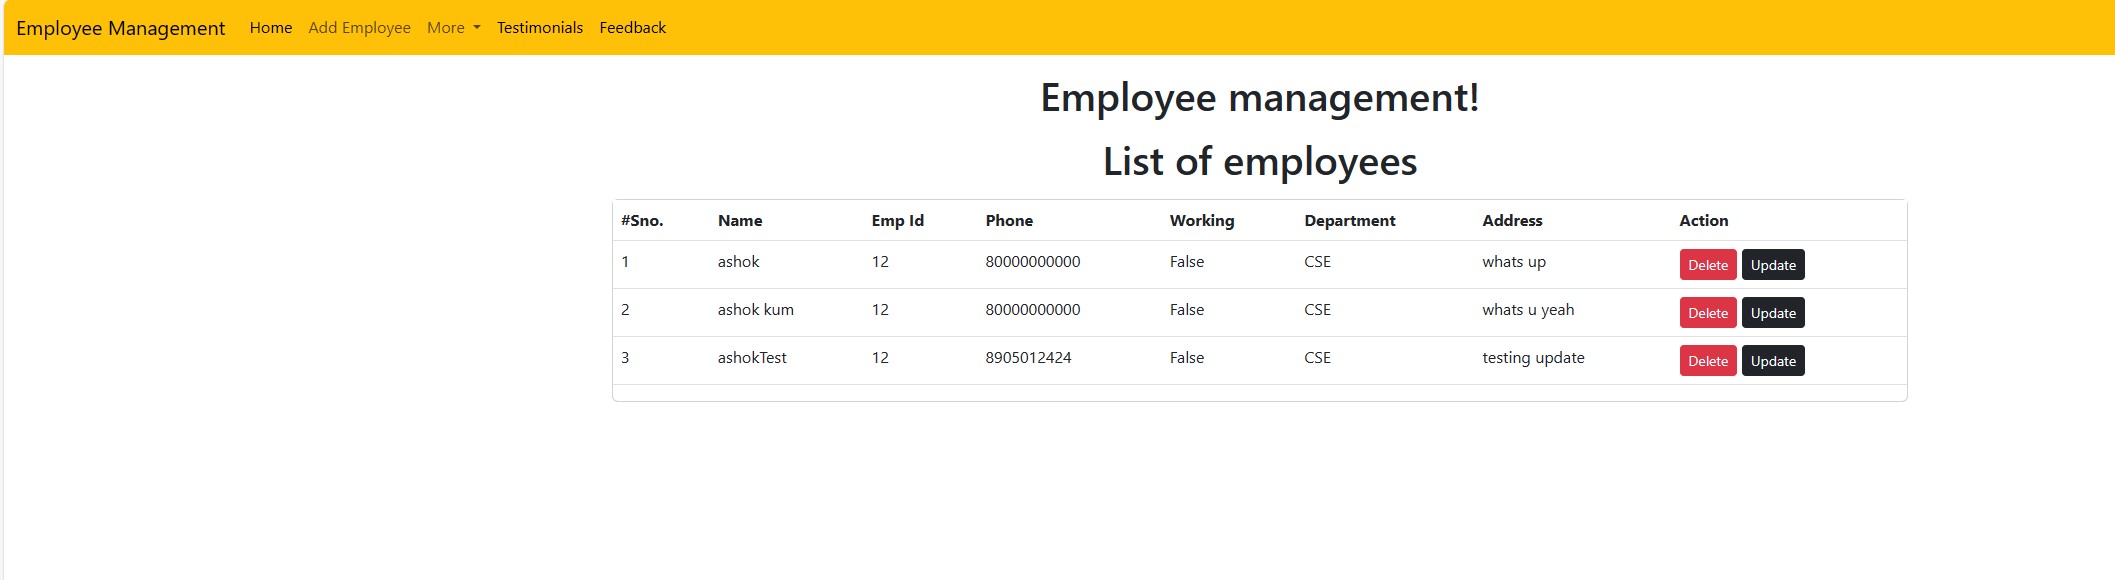 Employee Management Home Add Employee More Testimonials Feedback
Employee management!
List of employees
#Sno. Name Emp Id Phone Working Department Address Action
1 ashok 12 80000000000 False CSE whats up Delete Update
2 ashok kum 12 80000000000 False CSE whats u yeah Delete Update
3 ashokTest 12 8905012424 False CSE testing update Delete Update